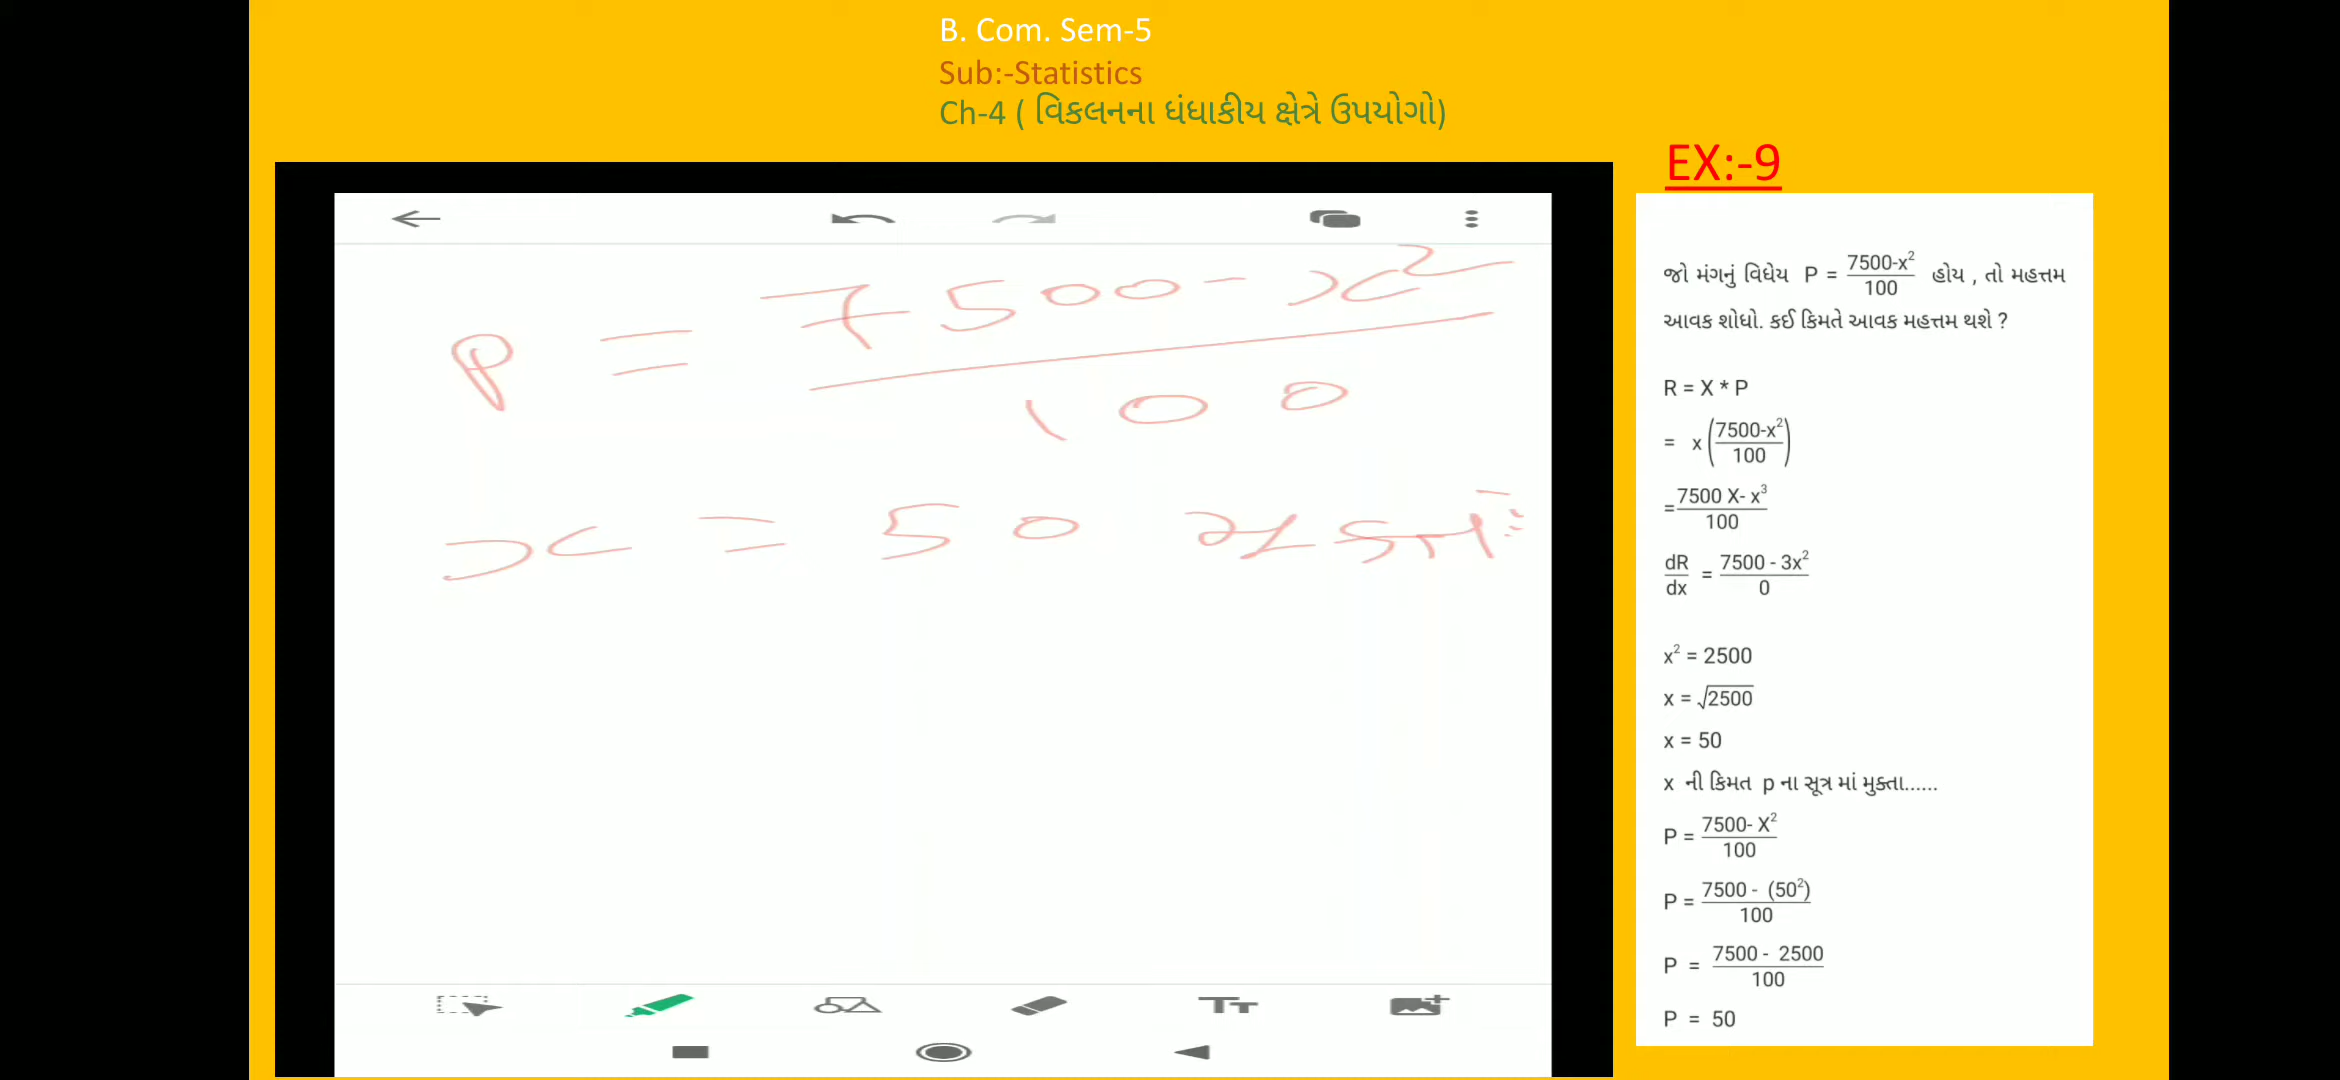 B. Com. Sem-5
Sub:-Statistics
Ch-4 ( વિકલનના ધંધાકીય ક્ષેત્રે ઉપયોગો)
P = 7500-x²
100
x = 50
Tт
EX:-9
જો મંગનું વિધેય P = 7500-x² / 100 હોય , તો મહત્તમ
આવક શોધો. કઈ કિમતે આવક મહત્તમ થશે ?
R = X * P
= x (7500-x² / 100)
= 7500 X- x³ / 100
dR / dx = 7500 - 3x² / 0
x² = 2500
x = √2500
x = 50
x ની કિમત p ના સૂત્ર માં મુક્તા......
P = 7500- X² / 100
P = 7500 - (50²) / 100
P = 7500 - 2500 / 100
P = 50